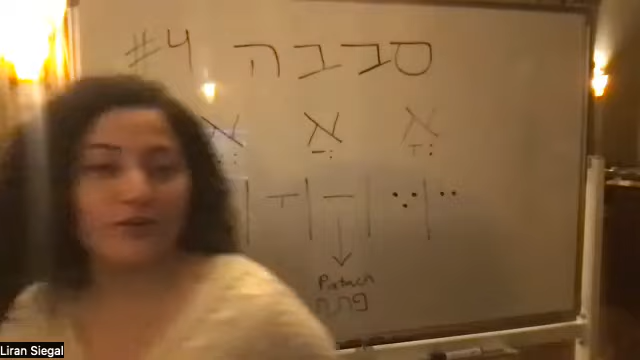 #4 סבבה
אֳ אֲ אֱ
Patach
פתח
Liran Siegal